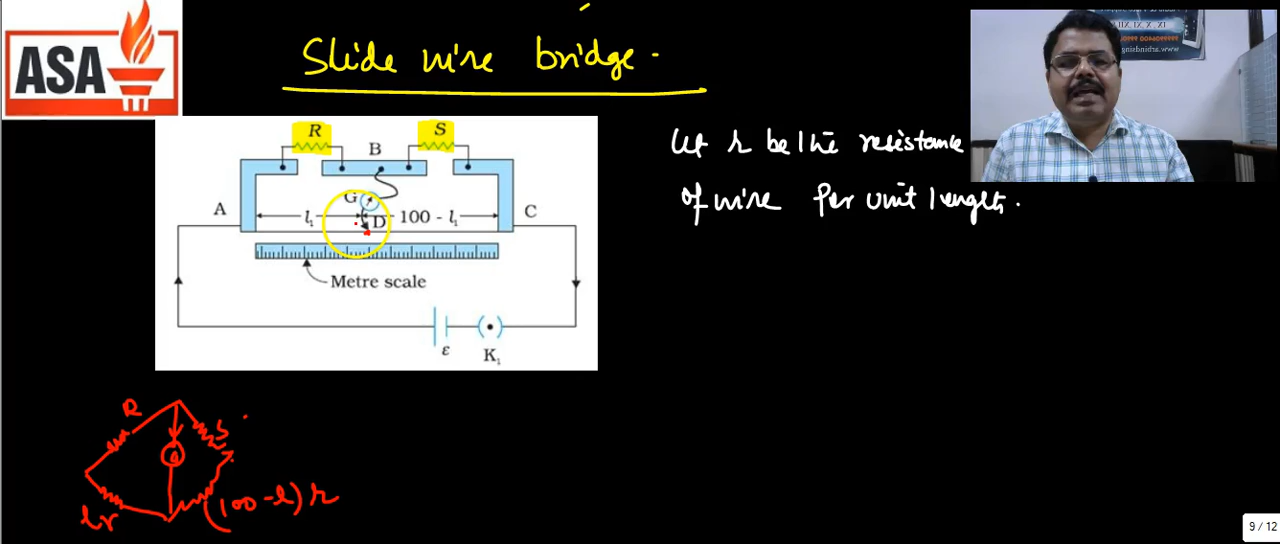 ASA
Slide wire bridge.
R
S
B
G
A
l₁
D
100 - l₁
C
Metre scale
ε
K₁
Let r be the resistance
of wire per unit length.
R
S
G
lr
(100-l) r
9 / 12